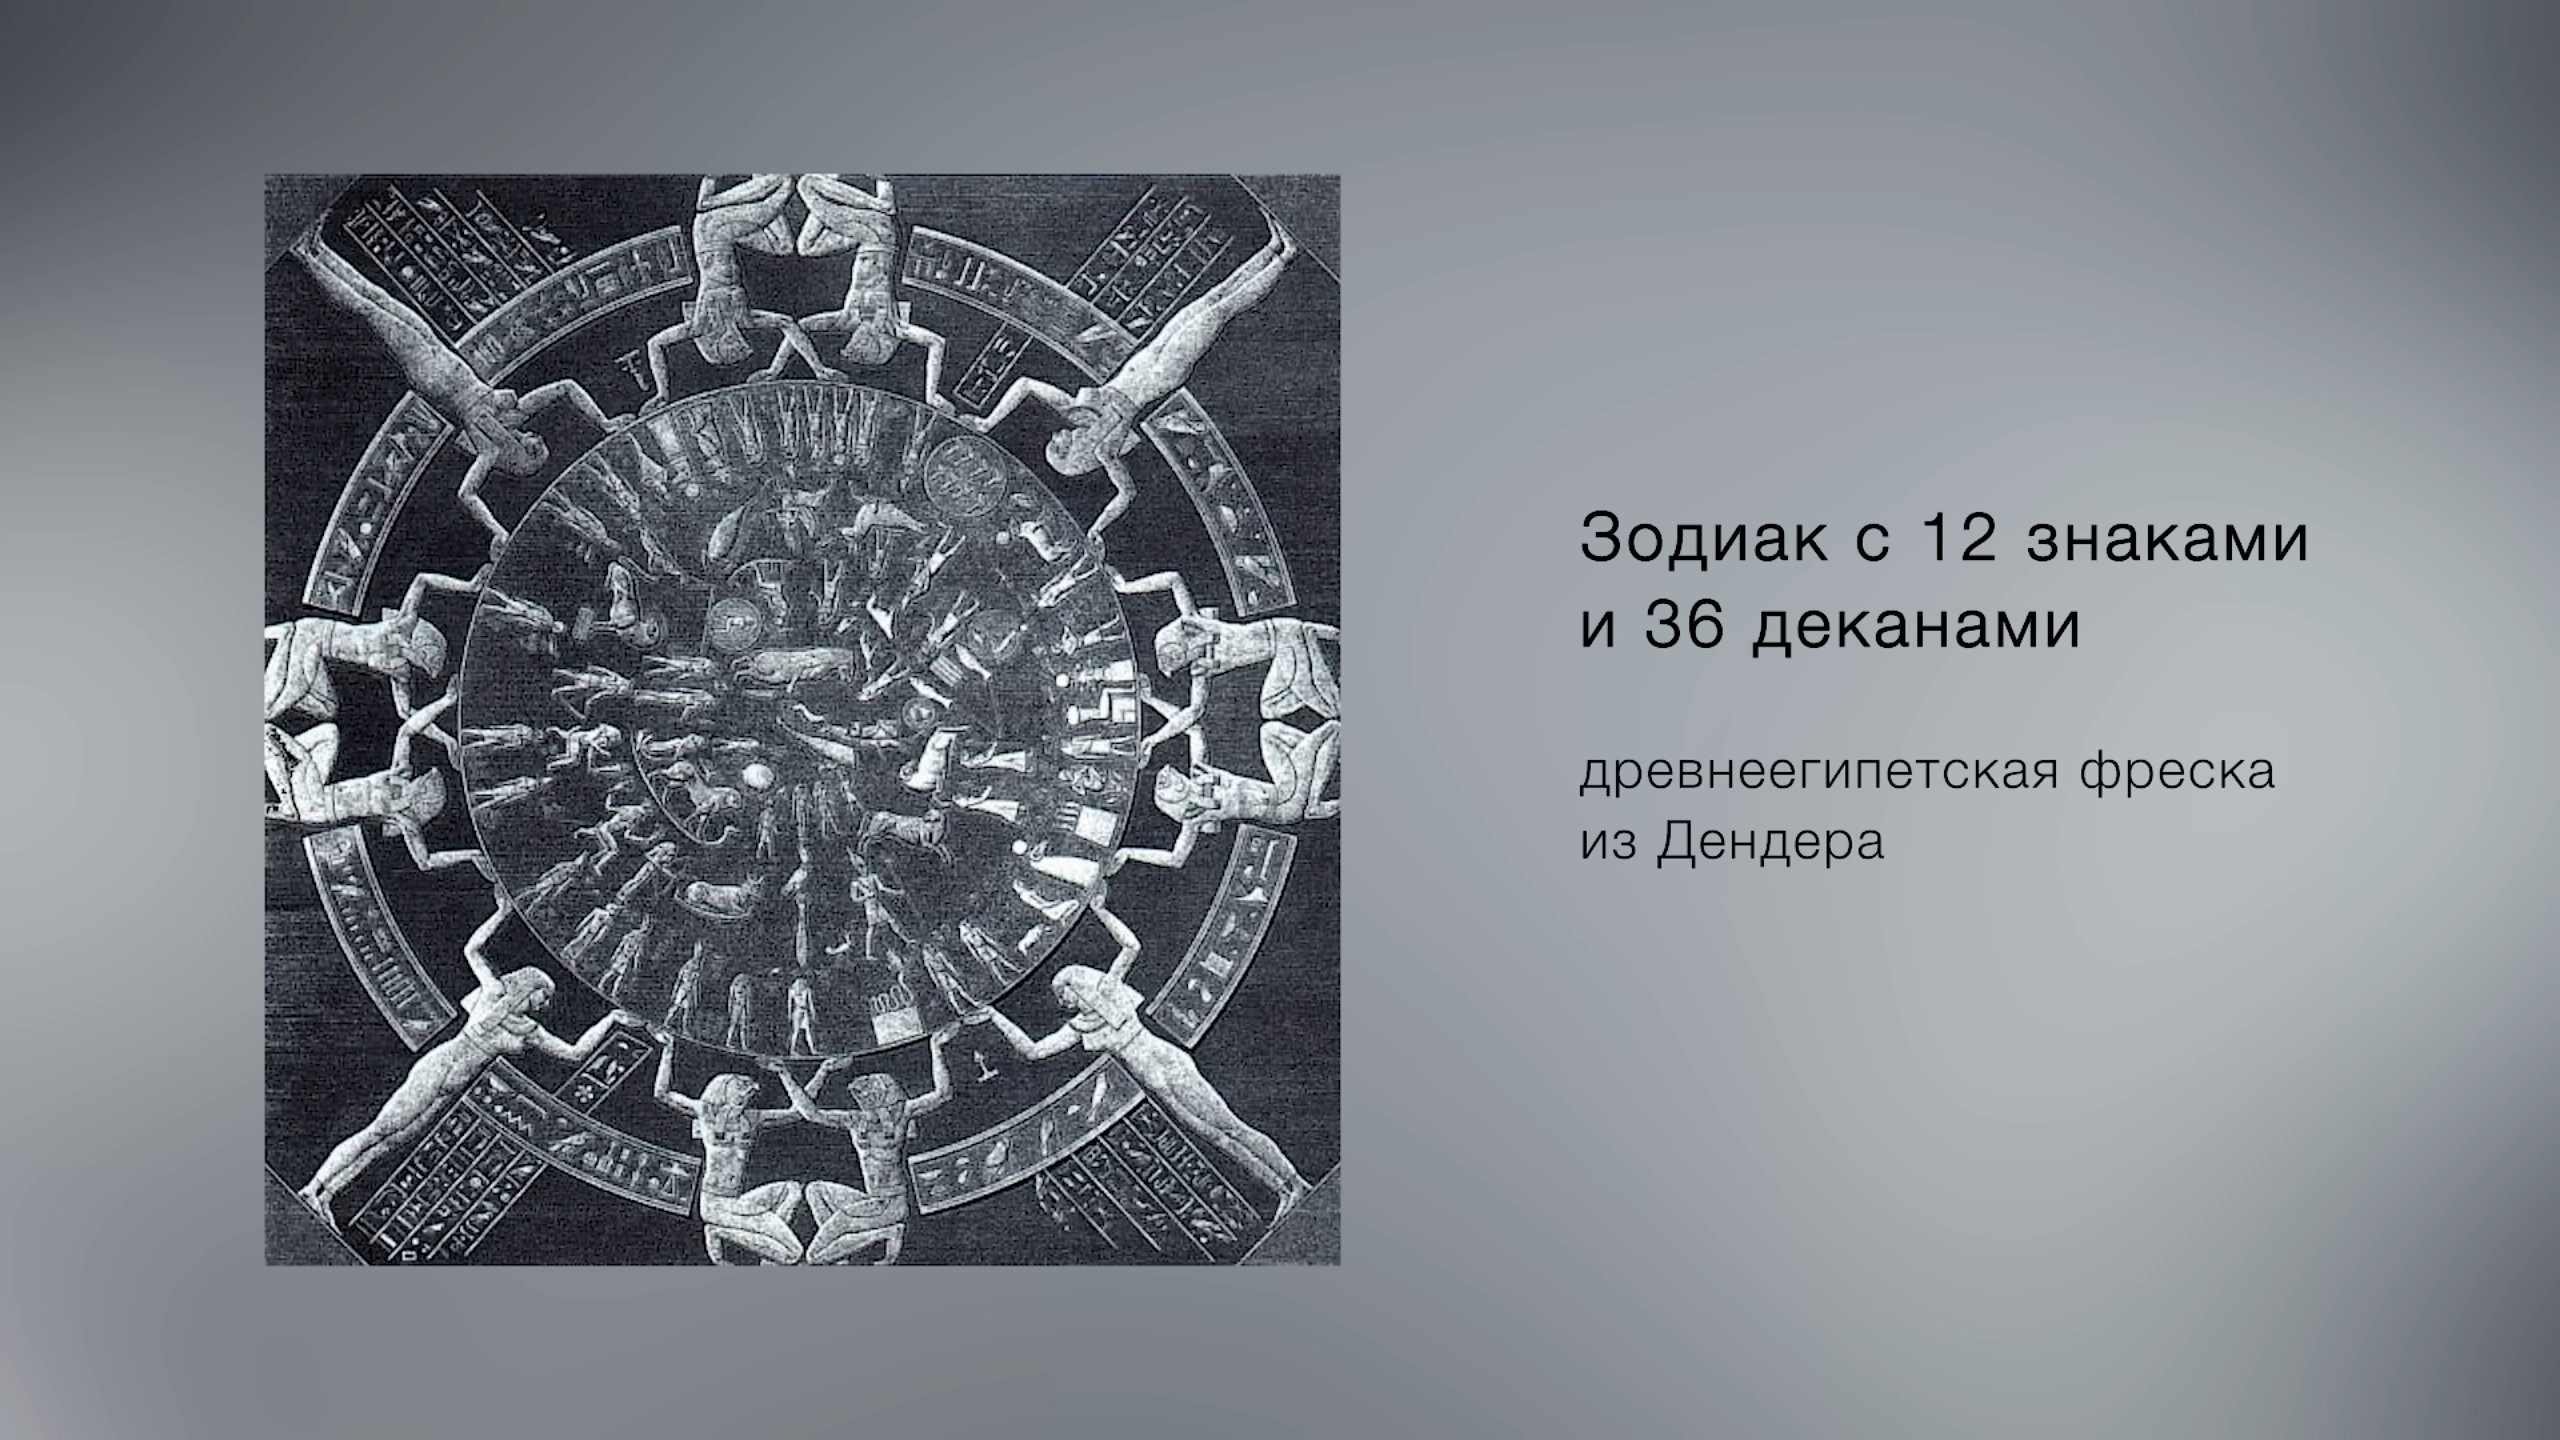 Зодиак с 12 знаками
и 36 деканами
древнеегипетская фреска
из Дендера